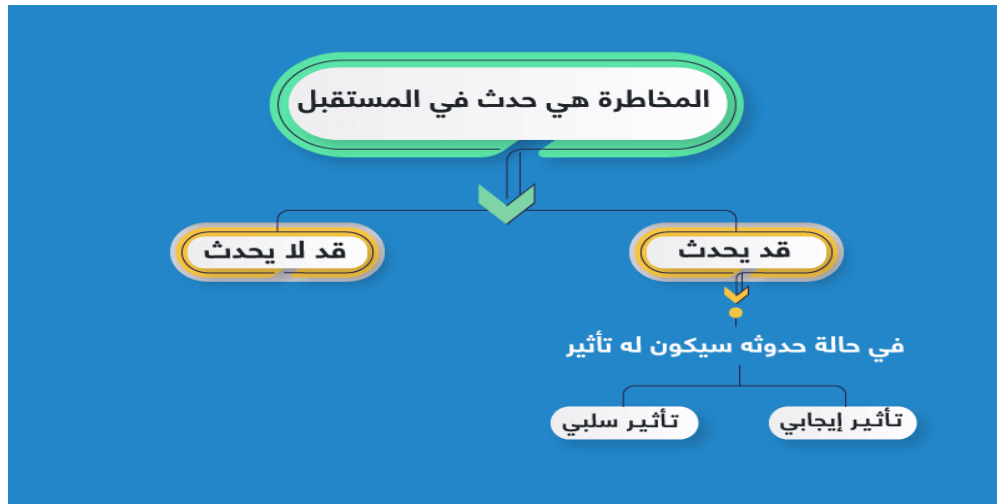 المخاطرة هي حدث في المستقبل
قد يحدث
قد لا يحدث
في حالة حدوثه سيكون له تأثير
تأثير إيجابي
تأثير سلبي